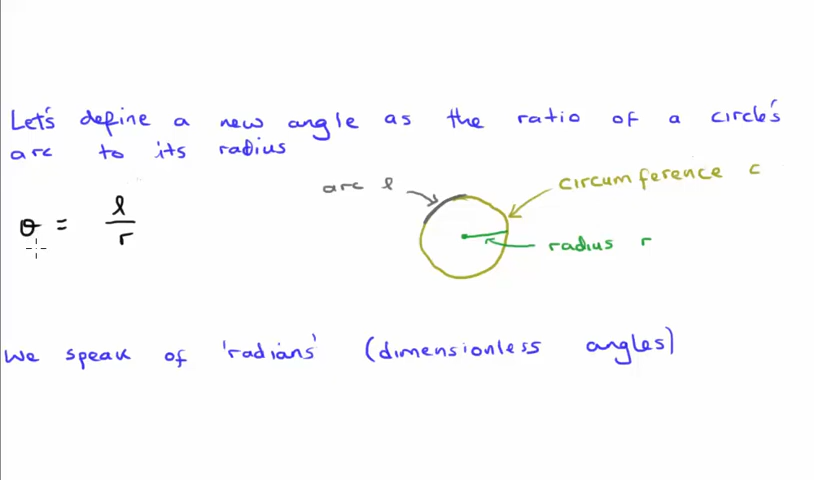 Let's define a new angle as the ratio of a circle's
arc to its radius
arc l
circumference c
θ = l/r
radius r
We speak of 'radians' (dimensionless angles)